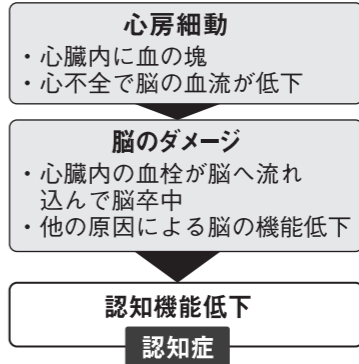 心房細動
・心臓内に血の塊
・心不全で脳の血流が低下
脳のダメージ
・心臓内の血栓が脳へ流れ
込んで脳卒中
・他の原因による脳の機能低下
認知機能低下
認知症